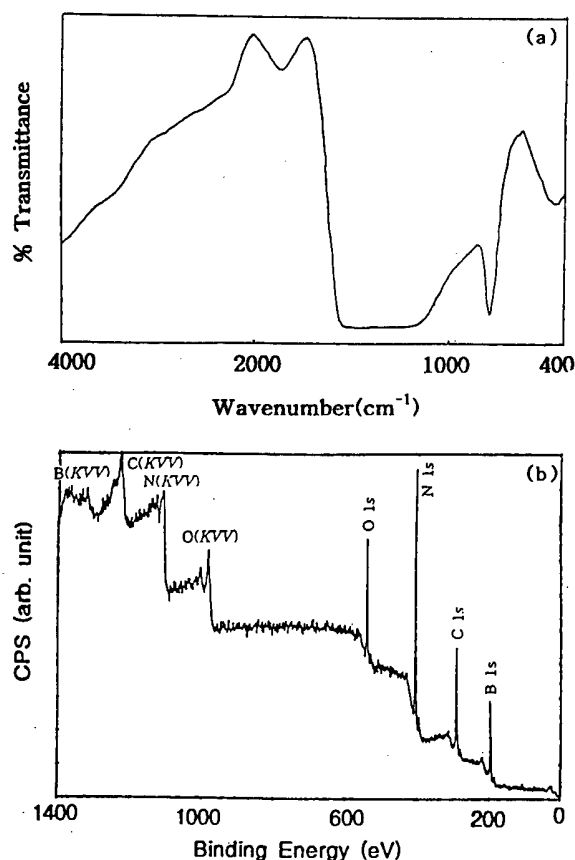 (a)
% Transmittance
4000 2000 1000 400
Wavenumber(cm⁻¹)
(b)
B(KVV)
C(KVV)
N(KVV)
O(KVV)
O 1s
N 1s
C 1s
B 1s
CPS (arb. unit)
1400 1000 600 200 0
Binding Energy (eV)